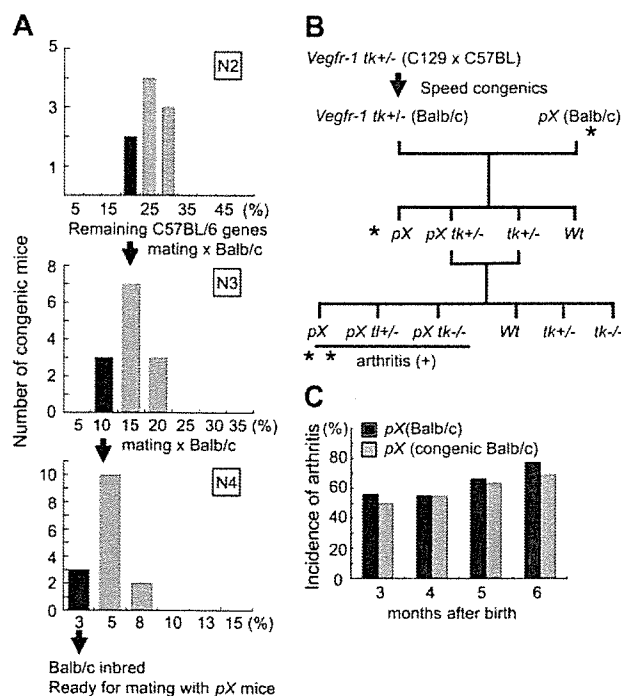 A
Number of congenic mice
5
3
1
N2
5 15 25 35 45 (%)
Remaining C57BL/6 genes
mating x Balb/c
8
6
4
2
0
N3
5 10 15 20 25 30 35 (%)
mating x Balb/c
10
8
6
4
2
0
N4
3 5 8 10 13 15 (%)
Balb/c inbred
Ready for mating with pX mice
B
Vegfr-1 tk+/- (C129 x C57BL)
Speed congenics
Vegfr-1 tk+/- (Balb/c) pX (Balb/c)
*
* pX pX tk+/- tk+/- Wt
pX pX tl+/- pX tk-/- Wt tk+/- tk-/-
* * arthritis (+)
C
Incidence of arthritis
(%)
80
60
40
20
0
pX(Balb/c)
pX (congenic Balb/c)
3 4 5 6
months after birth